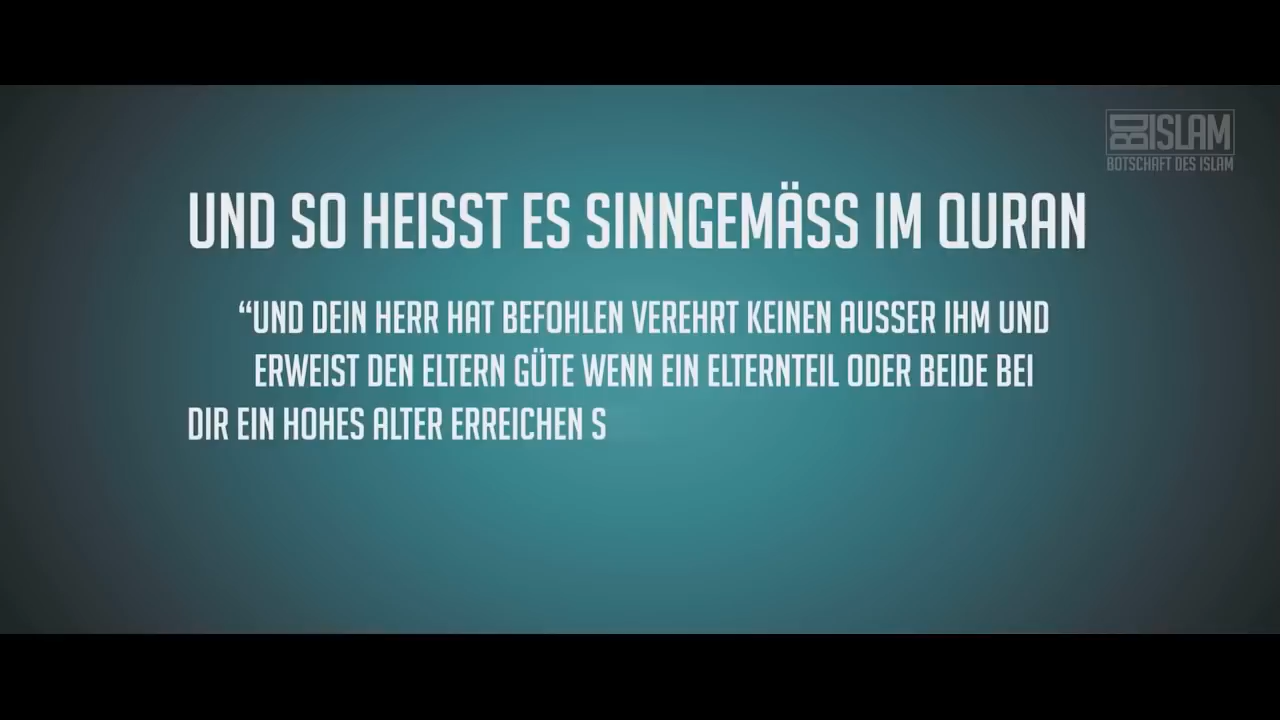 BDISLAM
BOTSCHAFT DES ISLAM
UND SO HEISST ES SINNGEMÄSS IM QURAN
“UND DEIN HERR HAT BEFOHLEN VEREHRT KEINEN AUSSER IHM UND
ERWEIST DEN ELTERN GÜTE WENN EIN ELTERNTEIL ODER BEIDE BEI
DIR EIN HOHES ALTER ERREICHEN S